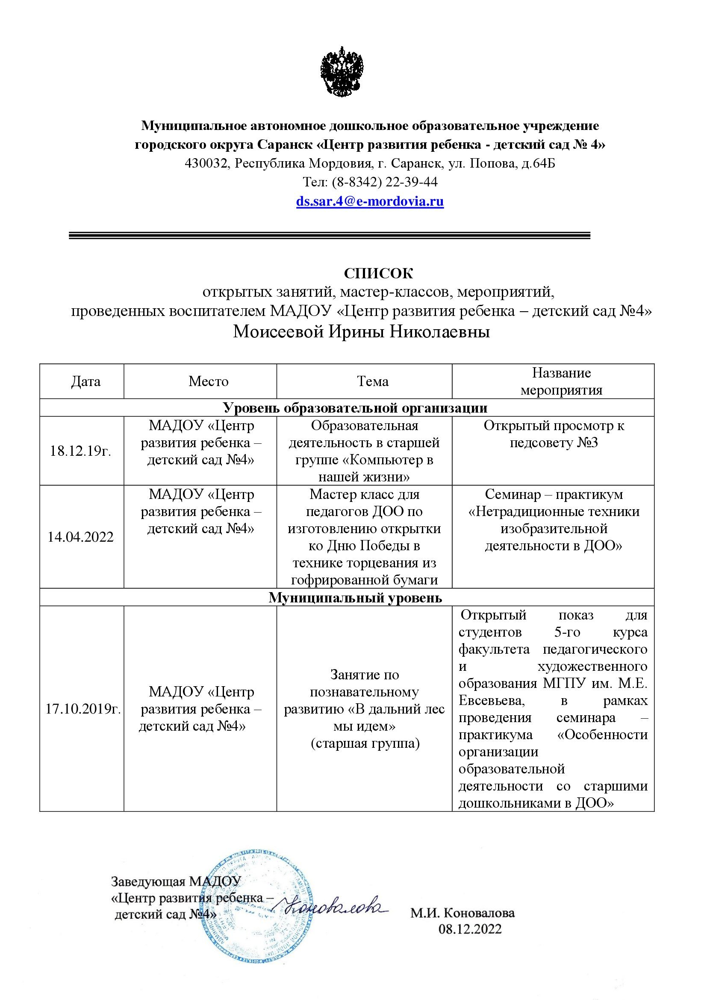 Муниципальное автономное дошкольное образовательное учреждение
городского округа Саранск «Центр развития ребенка - детский сад № 4»
430032, Республика Мордовия, г. Саранск, ул. Попова, д.64Б
Тел: (8-8342) 22-39-44
ds.sar.4@e-mordovia.ru
СПИСОК
открытых занятий, мастер-классов, мероприятий,
проведенных воспитателем МАДОУ «Центр развития ребенка – детский сад №4»
Моисеевой Ирины Николаевны
Дата
Место
Тема
Название
мероприятия
Уровень образовательной организации
18.12.19г.
МАДОУ «Центр
развития ребенка –
детский сад №4»
Образовательная
деятельность в старшей
группе «Компьютер в
нашей жизни»
Открытый просмотр к
педсовету №3
14.04.2022
МАДОУ «Центр
развития ребенка –
детский сад №4»
Мастер класс для
педагогов ДОО по
изготовлению открытки
ко Дню Победы в
технике торцевания из
гофрированной бумаги
Семинар – практикум
«Нетрадиционные техники
изобразительной
деятельности в ДОО»
Муниципальный уровень
17.10.2019г.
МАДОУ «Центр
развития ребенка –
детский сад №4»
Занятие по
познавательному
развитию «В дальний лес
мы идем»
(старшая группа)
Открытый показ для
студентов 5-го курса
факультета педагогического
и художественного
образования МГПУ им. М.Е.
Евсевьева, в рамках
проведения семинара –
практикума «Особенности
организации
образовательной
деятельности со старшими
дошкольниками в ДОО»
Заведующая МАДОУ
«Центр развития ребенка –
детский сад №4»
Коновалова
М.И. Коновалова
08.12.2022